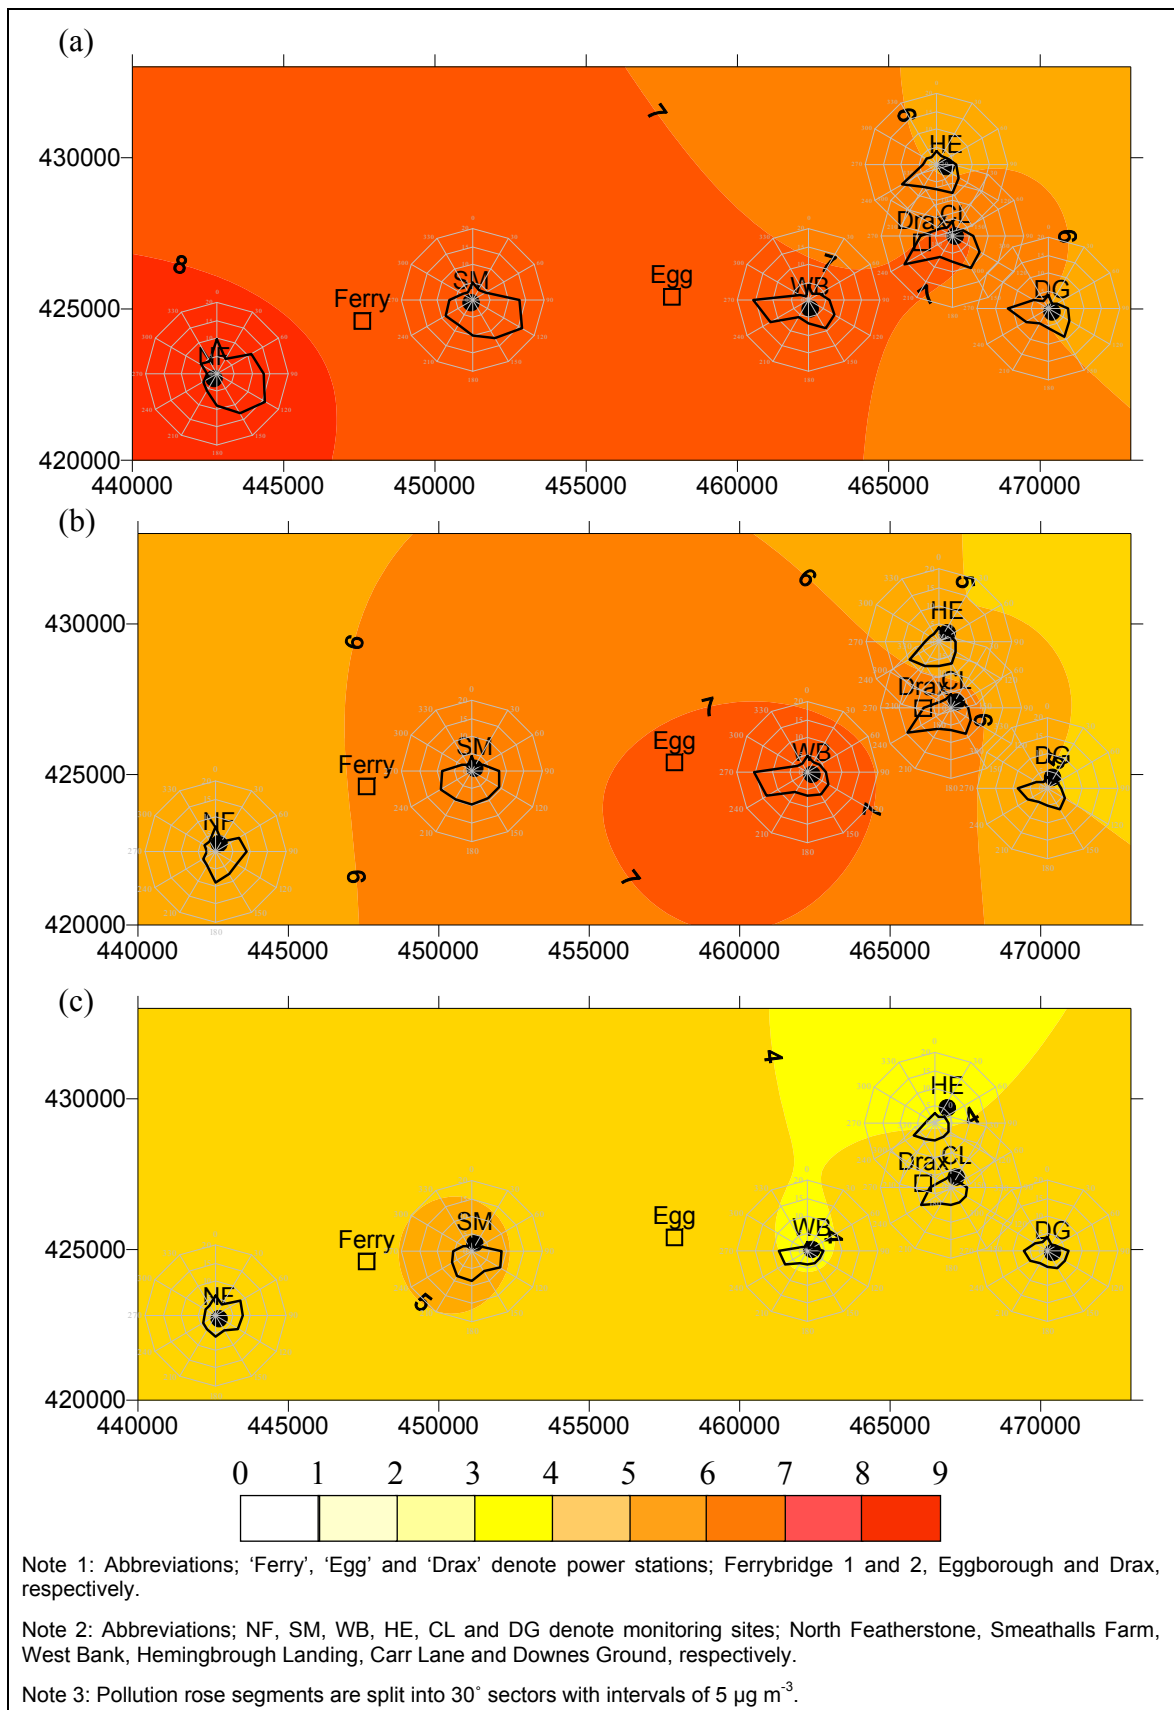 (a)
7
6
HE
430000
Drax
CL
6
7
8
SM
Egg
WB
7
DG
Ferry
425000
NF
420000
440000 445000 450000 455000 460000 465000 470000
(b)
6
5
HE
430000
6
Drax
CL
6
7
SM
Egg
WB
DG
5
425000
Ferry
7
NF
6
7
420000
440000 445000 450000 455000 460000 465000 470000
(c)
4
HE
4
430000
Drax
CL
SM
Egg
WB
4
DG
Ferry
425000
NF
5
420000
440000 445000 450000 455000 460000 465000 470000
0 1 2 3 4 5 6 7 8 9
Note 1: Abbreviations; ‘Ferry’, ‘Egg’ and ‘Drax’ denote power stations; Ferrybridge 1 and 2, Eggborough and Drax,
respectively.
Note 2: Abbreviations; NF, SM, WB, HE, CL and DG denote monitoring sites; North Featherstone, Smeathalls Farm,
West Bank, Hemingbrough Landing, Carr Lane and Downes Ground, respectively.
Note 3: Pollution rose segments are split into 30˚ sectors with intervals of 5 µg m⁻³.